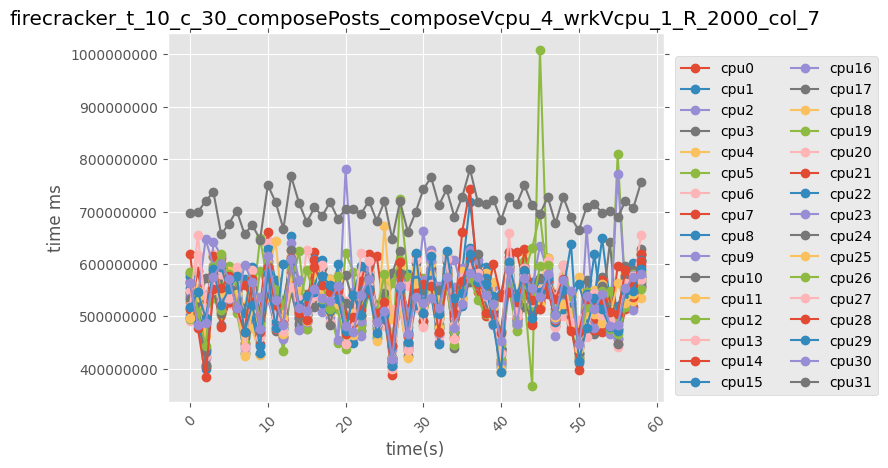 firecracker_t_10_c_30_composePosts_composeVcpu_4_wrkVcpu_1_R_2000_col_7
time ms
1000000000
900000000
800000000
700000000
600000000
500000000
400000000
0
10
20
30
40
50
60
time(s)
cpu0
cpu1
cpu2
cpu3
cpu4
cpu5
cpu6
cpu7
cpu8
cpu9
cpu10
cpu11
cpu12
cpu13
cpu14
cpu15
cpu16
cpu17
cpu18
cpu19
cpu20
cpu21
cpu22
cpu23
cpu24
cpu25
cpu26
cpu27
cpu28
cpu29
cpu30
cpu31